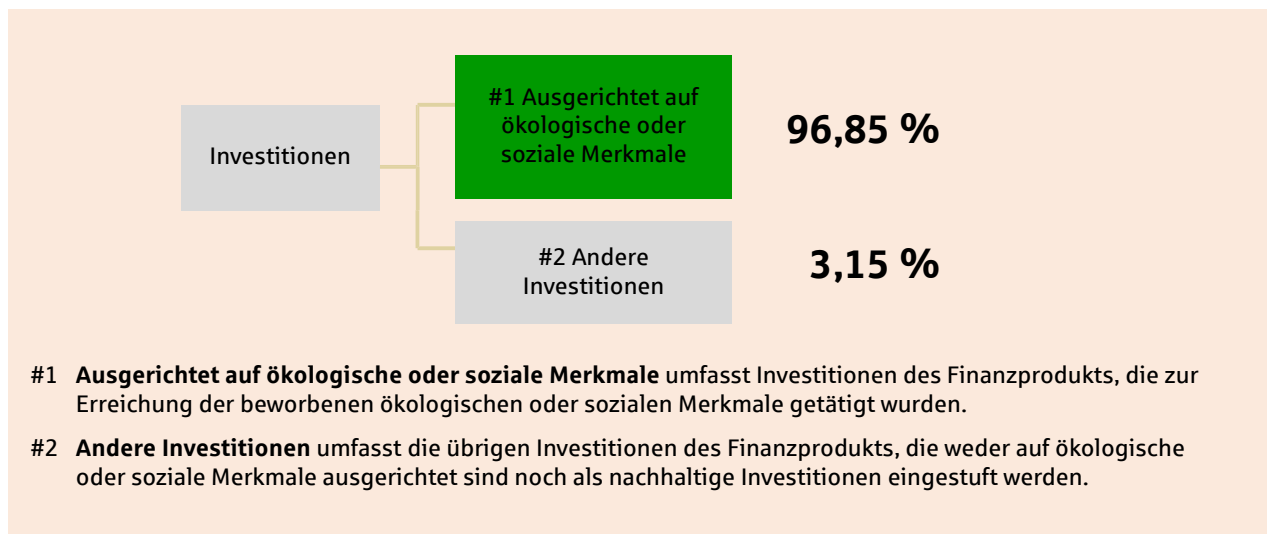 #1 Ausgerichtet auf
ökologische oder
soziale Merkmale
96,85 %
Investitionen
#2 Andere
Investitionen
3,15 %
#1 Ausgerichtet auf ökologische oder soziale Merkmale umfasst Investitionen des Finanzprodukts, die zur
Erreichung der beworbenen ökologischen oder sozialen Merkmale getätigt wurden.
#2 Andere Investitionen umfasst die übrigen Investitionen des Finanzprodukts, die weder auf ökologische
oder soziale Merkmale ausgerichtet sind noch als nachhaltige Investitionen eingestuft werden.